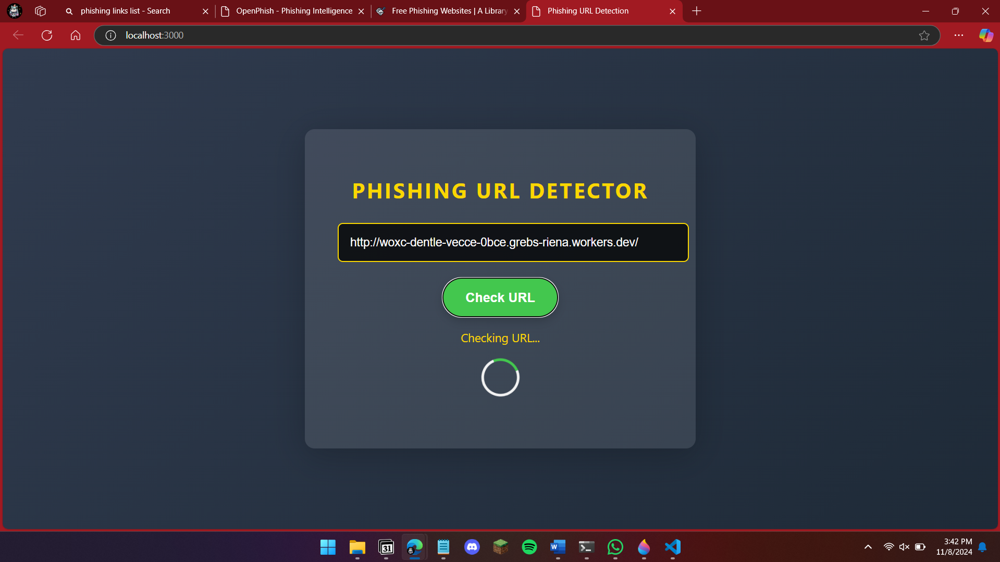 phishing links list - Search
OpenPhish - Phishing Intelligence
Free Phishing Websites | A Library
Phishing URL Detection
localhost:3000
PHISHING URL DETECTOR
http://woxc-dentle-vecce-0bce.grebs-riena.workers.dev/
Check URL
Checking URL...
31
W
3:42 PM
11/8/2024